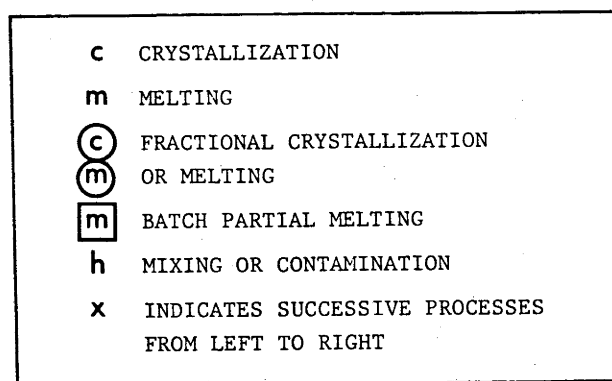 c CRYSTALLIZATION
m MELTING
c FRACTIONAL CRYSTALLIZATION
m OR MELTING
m BATCH PARTIAL MELTING
h MIXING OR CONTAMINATION
x INDICATES SUCCESSIVE PROCESSES
FROM LEFT TO RIGHT